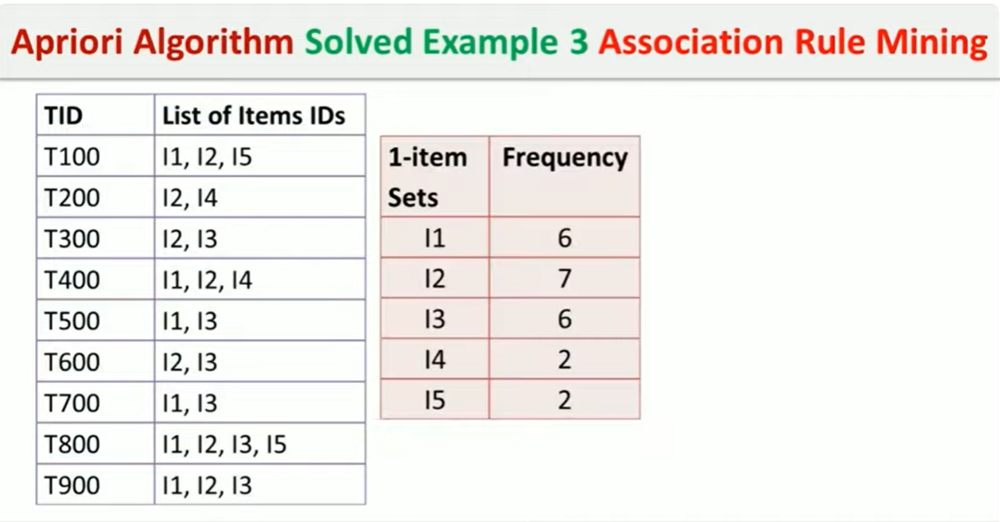 Apriori Algorithm Solved Example 3 Association Rule Mining
TID List of Items IDs
T100 I1, I2, I5
T200 I2, I4
T300 I2, I3
T400 I1, I2, I4
T500 I1, I3
T600 I2, I3
T700 I1, I3
T800 I1, I2, I3, I5
T900 I1, I2, I3
1-item Frequency
Sets
I1 6
I2 7
I3 6
I4 2
I5 2